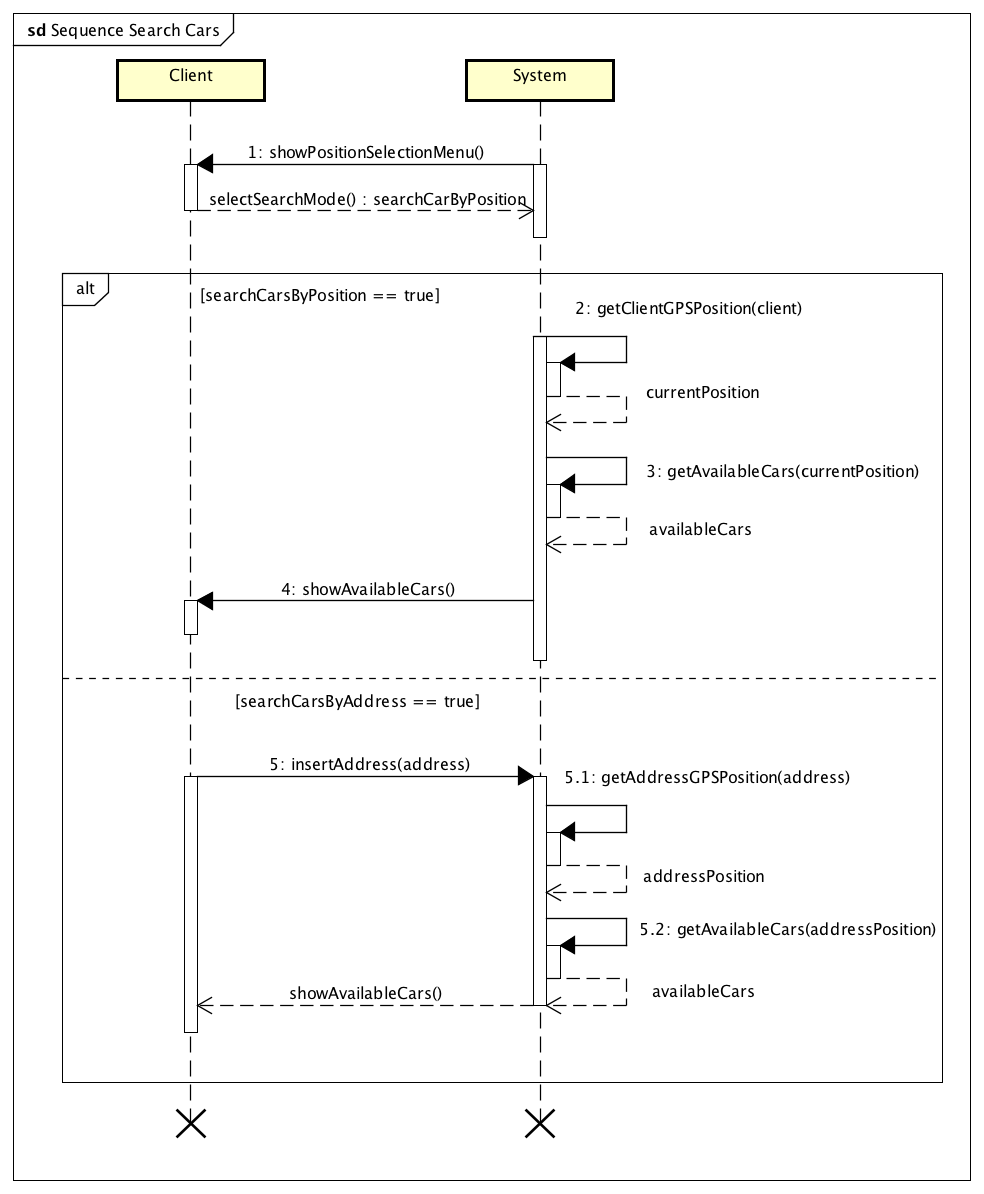 sd Sequence Search Cars
Client
System
1: showPositionSelectionMenu()
selectSearchMode() : searchCarByPosition
alt
[searchCarsByPosition == true]
2: getClientGPSPosition(client)
currentPosition
3: getAvailableCars(currentPosition)
availableCars
4: showAvailableCars()
[searchCarsByAddress == true]
5: insertAddress(address)
5.1: getAddressGPSPosition(address)
addressPosition
5.2: getAvailableCars(addressPosition)
availableCars
showAvailableCars()